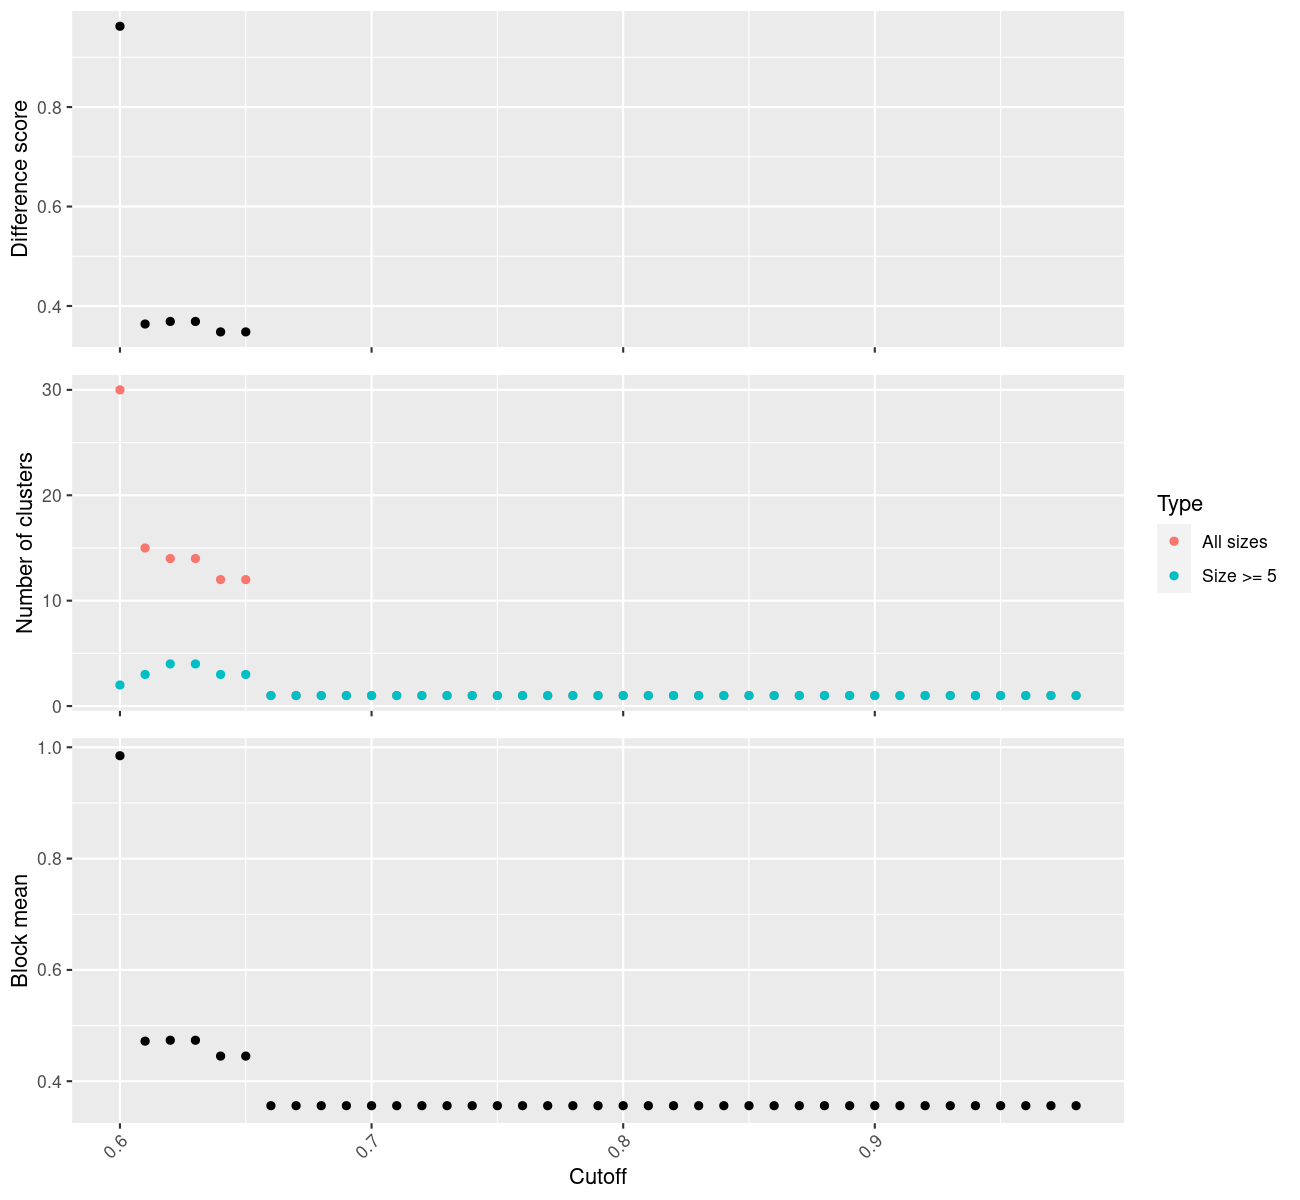 Difference score
0.8
0.6
0.4
Number of clusters
30
20
10
0
Type
All sizes
Size >= 5
Block mean
1.0
0.8
0.6
0.4
0.6
0.7
0.8
0.9
Cutoff